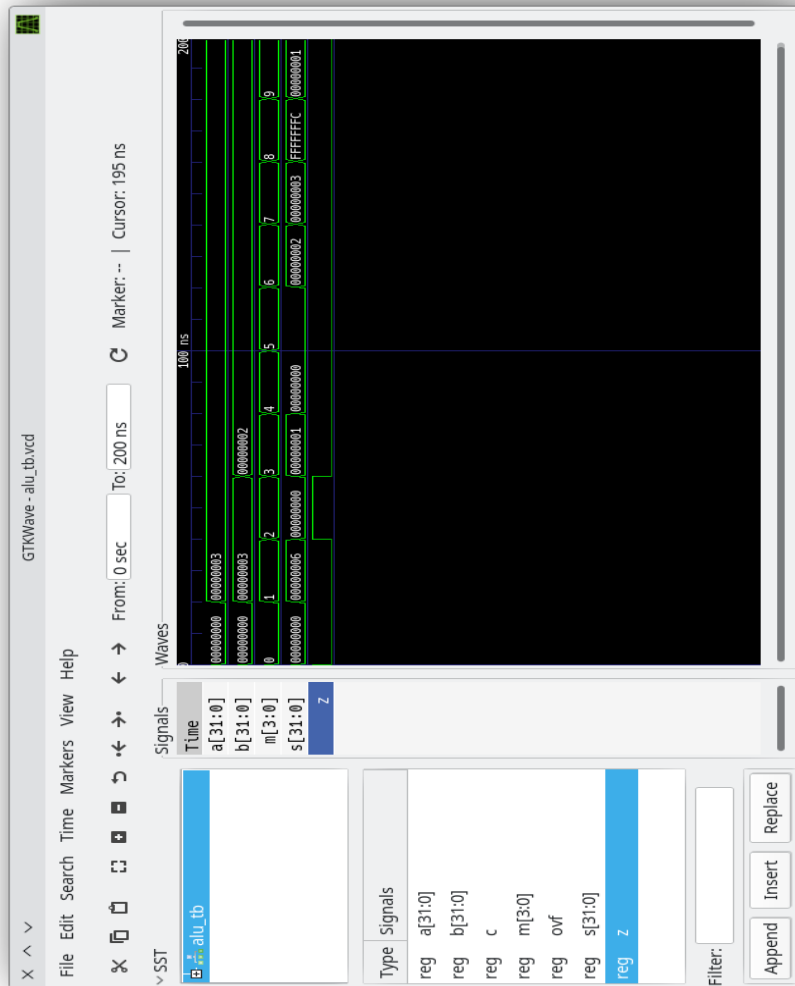 GTKWave - alu_tb.vcd
File Edit Search Time Markers View Help
From: 0 sec To: 200 ns Marker: -- | Cursor: 195 ns
SST
alu_tb
Type Signals
reg a[31:0]
reg b[31:0]
reg c
reg m[3:0]
reg ovf
reg s[31:0]
reg z
Filter:
Append Insert Replace
Signals
Time
a[31:0]
b[31:0]
m[3:0]
s[31:0]
z
Waves
0 100 ns 200
00000000 00000003
00000000 00000003 00000002
0 1 2 3 4 5 6 7 8 9
00000000 00000006 00000000 00000001 00000000 00000002 00000003 FFFFFFFC 00000001